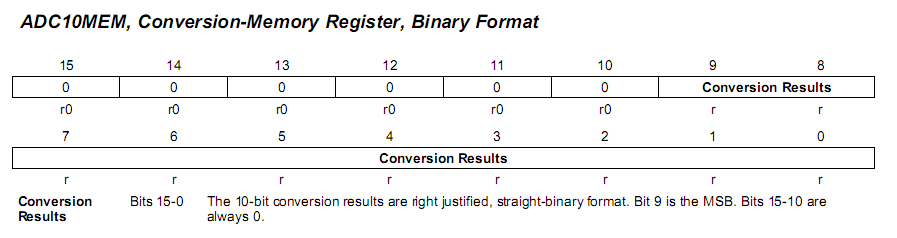 ADC10MEM, Conversion-Memory Register, Binary Format
15 14 13 12 11 10 9 8
0 0 0 0 0 0 Conversion Results
r0 r0 r0 r0 r0 r0 r r
7 6 5 4 3 2 1 0
Conversion Results
r r r r r r r r
Conversion Bits 15-0 The 10-bit conversion results are right justified, straight-binary format. Bit 9 is the MSB. Bits 15-10 are
Results always 0.